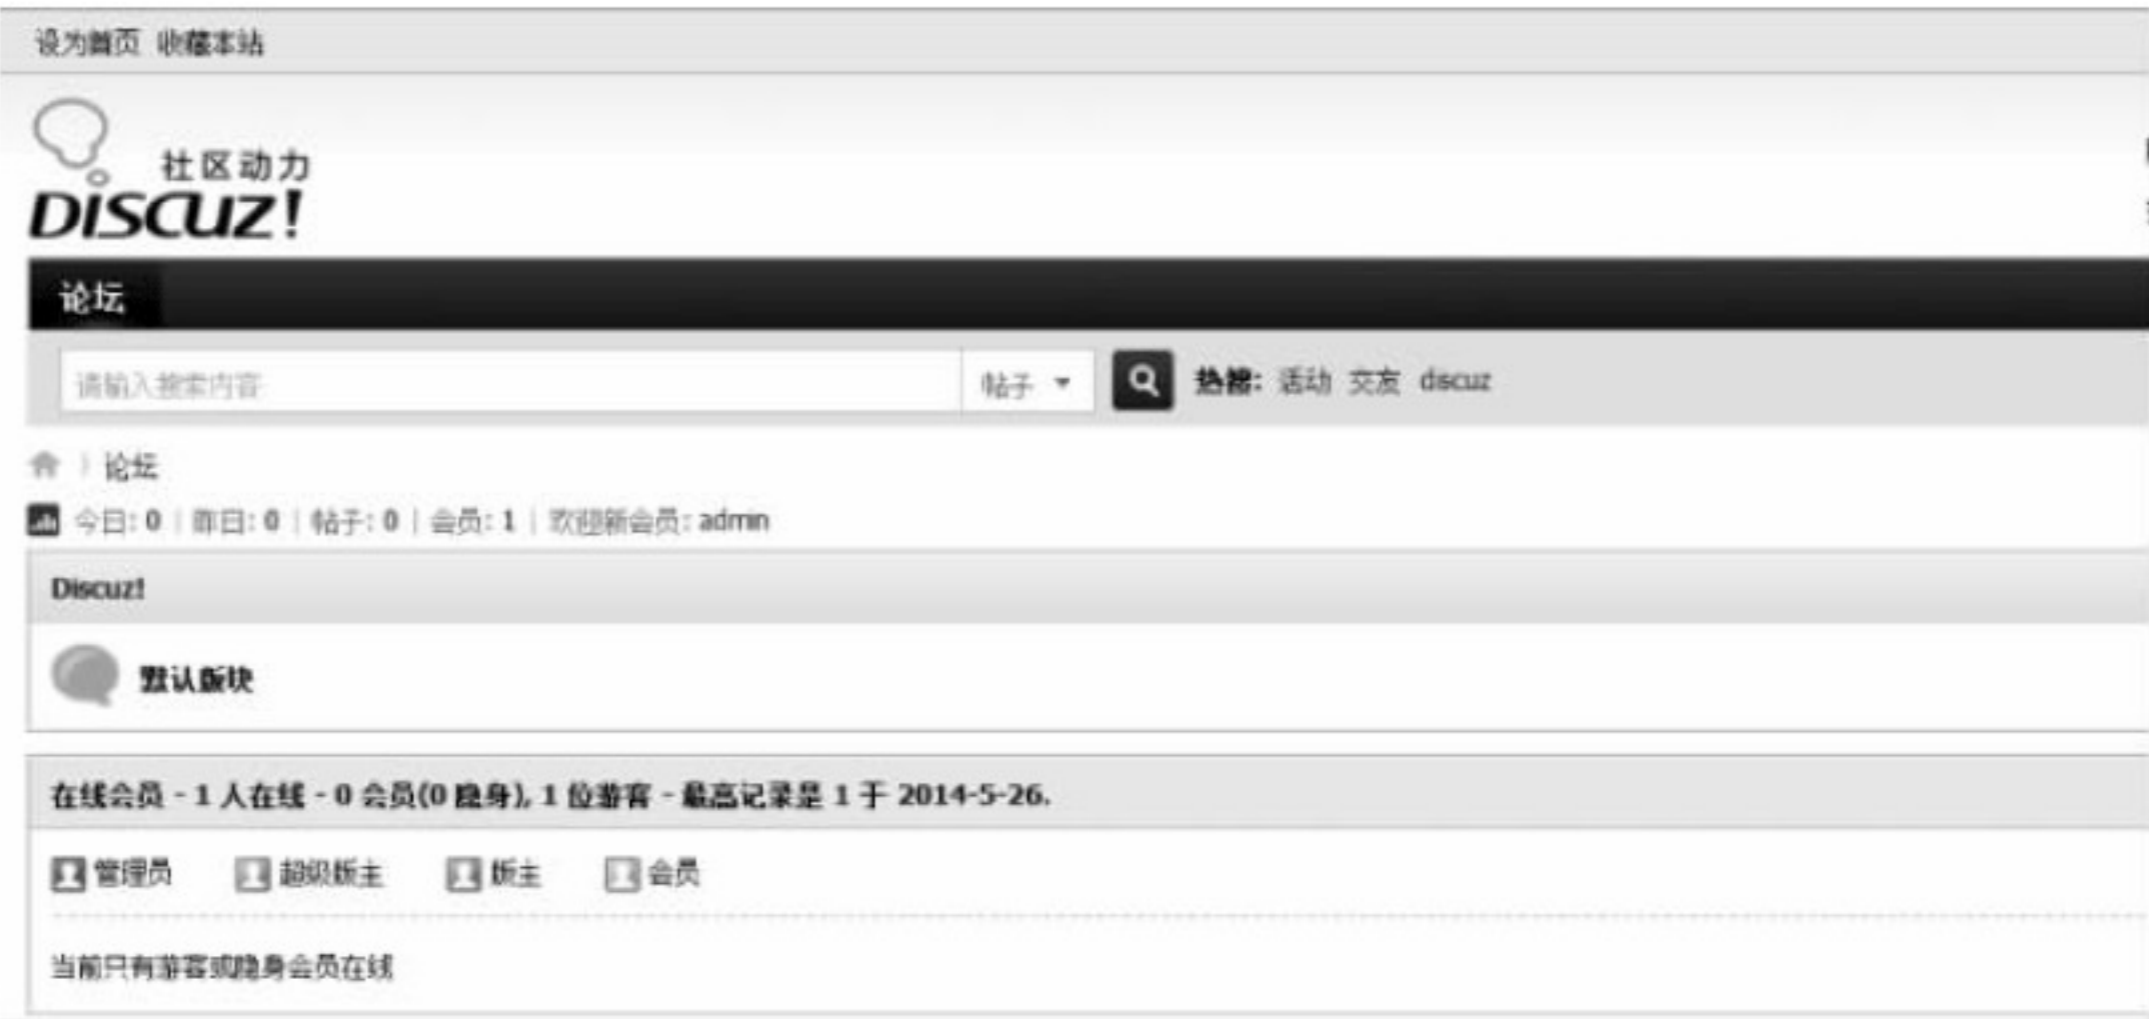 设为首页 收藏本站
社区动力
DISCUZ!
论坛
请输入搜索内容 帖子 热搜: 活动 交友 discuz
论坛
今日: 0 | 昨日: 0 | 帖子: 0 | 会员: 1 | 欢迎新会员: admin
Discuz!
默认版块
在线会员 - 1 人在线 - 0 会员(0 隐身), 1 位游客 - 最高记录是 1 于 2014-5-26.
管理员 超级版主 版主 会员
当前只有游客或隐身会员在线